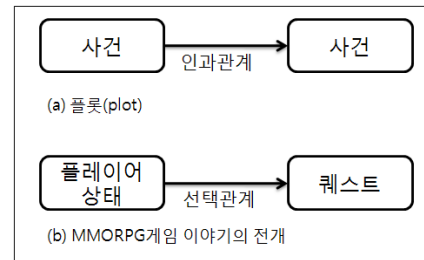 사건 사건
인과관계
(a) 플롯(plot)
플레이어
상태
퀘스트
선택관계
(b) MMORPG게임 이야기의 전개